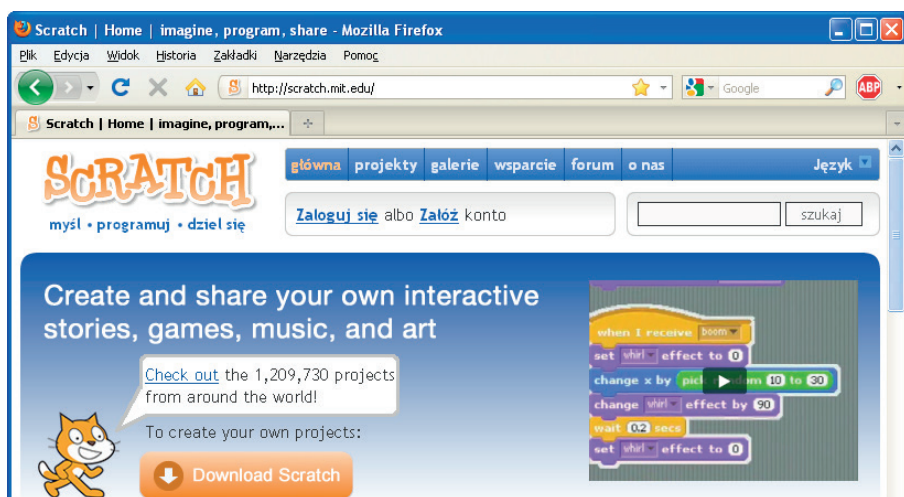 Scratch | Home | imagine, program, share - Mozilla Firefox
Plik Edycja Widok Historia Zakładki Narzędzia Pomoc
http://scratch.mit.edu/
Google
ABP
Scratch | Home | imagine, program,...
SCRATCH
myśl • programuj • dziel się
główna projekty galerie wsparcie forum o nas Język
Zaloguj się albo Załóż konto
szukaj
Create and share your own interactive
stories, games, music, and art
Check out the 1,209,730 projects
from around the world!
To create your own projects:
Download Scratch
when I receive boom
set whirl effect to 0
change x by pick random 10 to 30
change whirl effect by 90
wait 0.2 secs
set whirl effect to 0